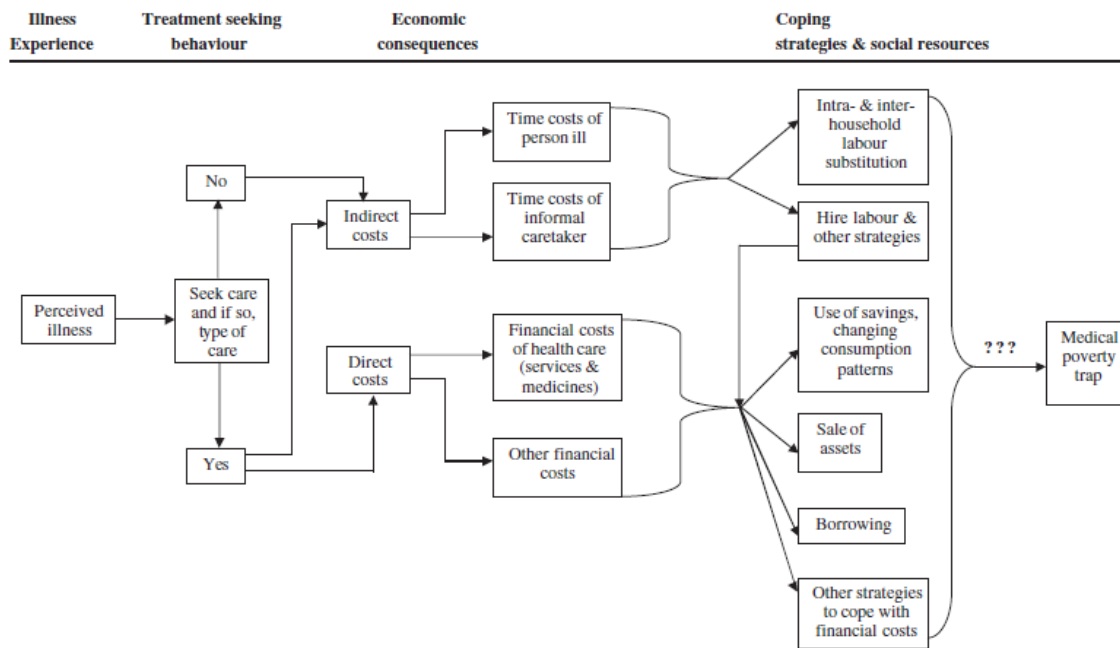 Illness
Experience
Treatment seeking
behaviour
Economic
consequences
Coping
strategies & social resources
Perceived
illness
No
Seek care
and if so,
type of
care
Yes
Indirect
costs
Direct
costs
Time costs of
person ill
Time costs of
informal
caretaker
Financial costs
of health care
(services &
medicines)
Other financial
costs
Intra- & inter-
household
labour
substitution
Hire labour &
other strategies
Use of savings,
changing
consumption
patterns
Sale of
assets
Borrowing
Other strategies
to cope with
financial costs
???
Medical
poverty
trap